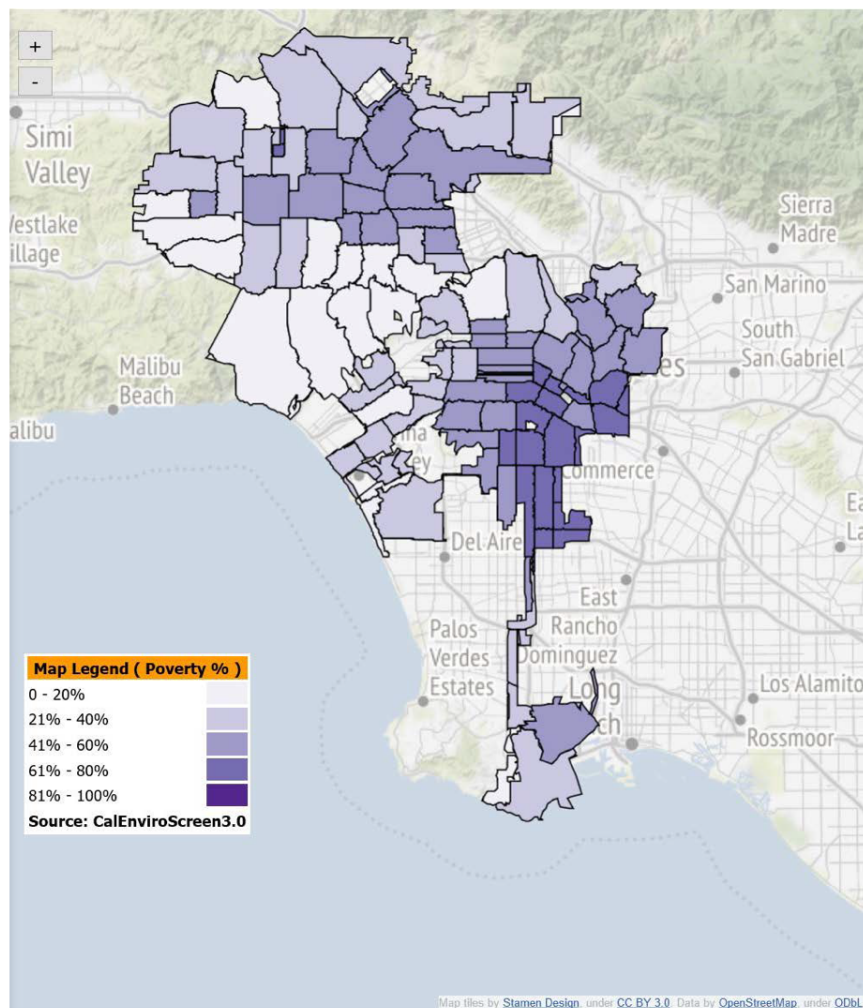 +
-
Simi
Valley
Westlake
Village
Malibu
Beach
Malibu
Sierra
Madre
San Marino
South
San Gabriel
Commerce
Del Aire
East
Rancho
Dominguez
Palos
Verdes
Estates
Long
Los Alamito
Rossmoor
Map Legend ( Poverty % )
0 - 20%
21% - 40%
41% - 60%
61% - 80%
81% - 100%
Source: CalEnviroScreen3.0
Map tiles by Stamen Design, under CC BY 3.0. Data by OpenStreetMap, under ODbL